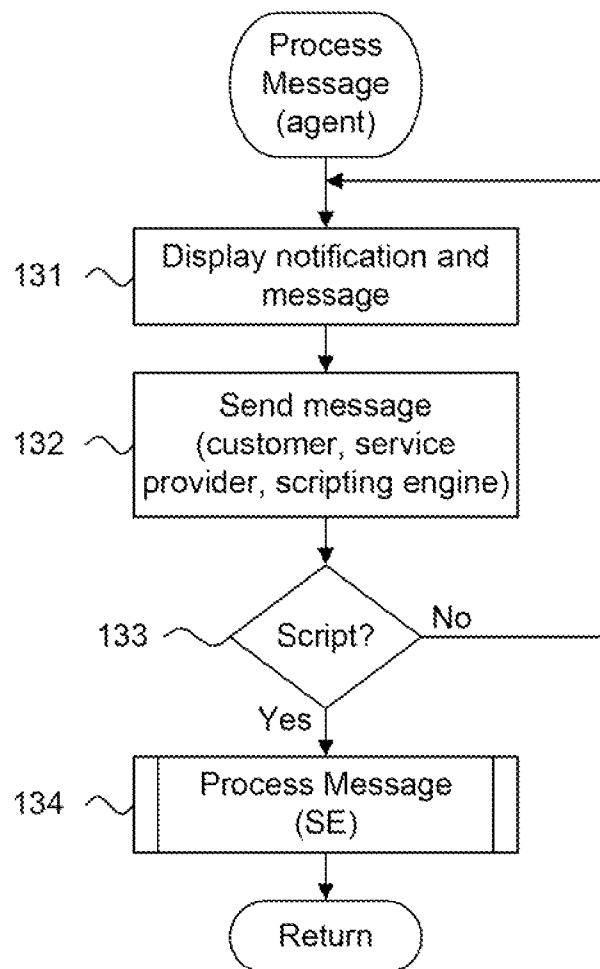 Process
Message
(agent)
131
Display notification and
message
132
Send message
(customer, service
provider, scripting engine)
133
Script?
No
Yes
134
Process Message
(SE)
Return